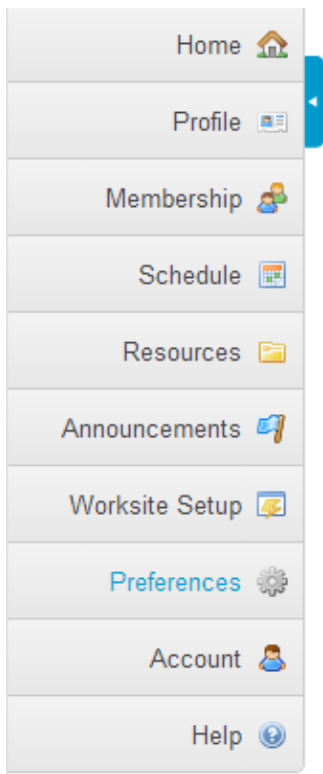 Home
Profile
Membership
Schedule
Resources
Announcements
Worksite Setup
Preferences
Account
Help